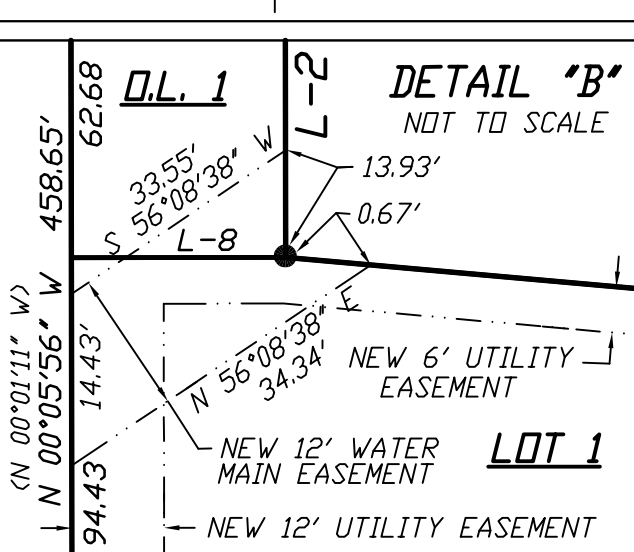 O.L. 1
L-2
DETAIL "B"
NOT TO SCALE
62.68
458.65'
33.55'
S 56°08'38" W
13.93'
0.67'
L-8
(N 00°01'11" W)
N 00°05'56" W
14.43'
N 56°08'38" E
34.34'
NEW 6' UTILITY
EASEMENT
NEW 12' WATER
MAIN EASEMENT
LOT 1
94.43
NEW 12' UTILITY EASEMENT